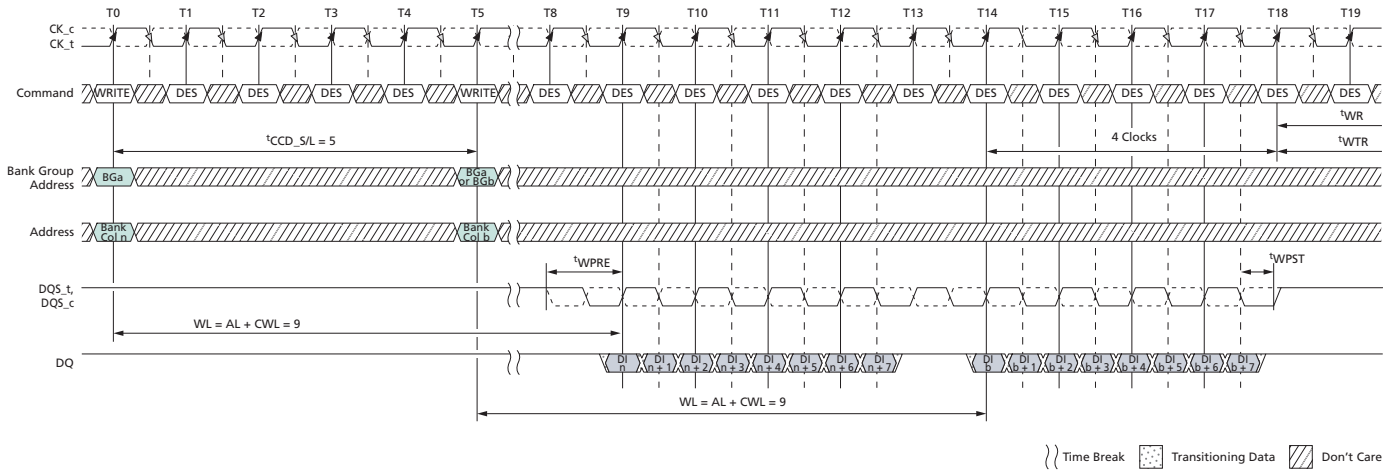 T0 T1 T2 T3 T4 T5 T8 T9 T10 T11 T12 T13 T14 T15 T16 T17 T18 T19
CK_c
CK_t
Command WRITE DES DES DES DES WRITE DES DES DES DES DES DES DES DES DES DES DES DES
tCCD_S/L = 5
4 Clocks
tWR
tWTR
Bank Group
Address
BGa
BGa
or BGb
Address
Bank
Col n
Bank
Col b
tWPRE
tWPST
DQS_t,
DQS_c
WL = AL + CWL = 9
DQ
DI
n
DI
n + 1
DI
n + 2
DI
n + 3
DI
n + 4
DI
n + 5
DI
n + 6
DI
n + 7
DI
b
DI
b + 1
DI
b + 2
DI
b + 3
DI
b + 4
DI
b + 5
DI
b + 6
DI
b + 7
WL = AL + CWL = 9
Time Break Transitioning Data Don't Care